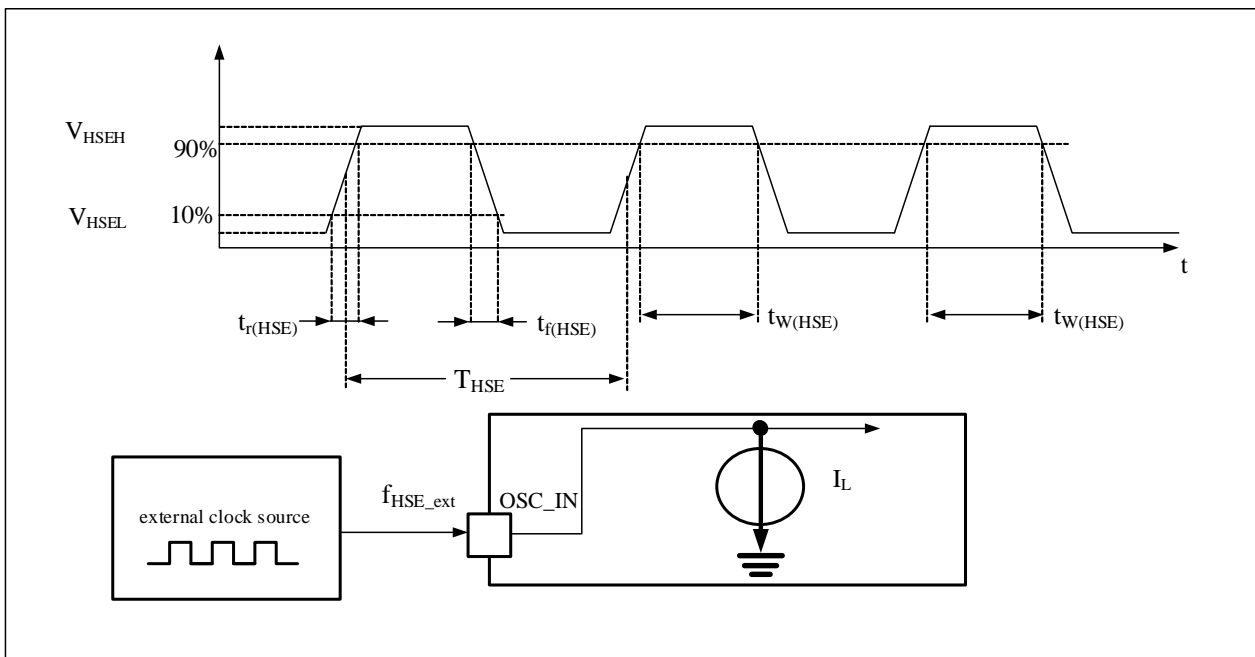 V_HSEH
90%
V_HSEL 10%
t
t_r(HSE) t_f(HSE) t_W(HSE) t_W(HSE)
T_HSE
external clock source
f_HSE_ext
OSC_IN
I_L